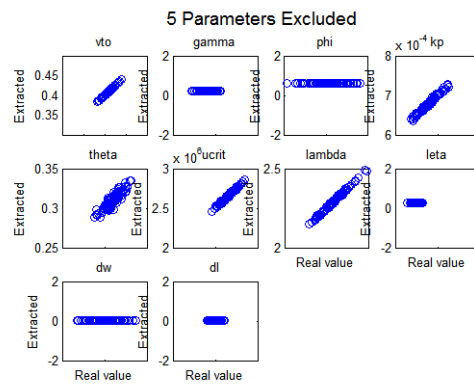 5 Parameters Excluded
vto
gamma
phi
x 10⁻⁴ kp
Extracted
0.45
0.4
0.35
0.3
Extracted
2
0
-2
Extracted
2
0
-2
Extracted
8
7
6
theta
x 10⁶ ucrit
lambda
leta
Extracted
0.35
0.3
0.25
Extracted
3
2.5
2
Extracted
2.5
2
Extracted
2
0
-2
Real value
Real value
dw
dl
Extracted
2
0
-2
Extracted
2
0
-2
Real value
Real value